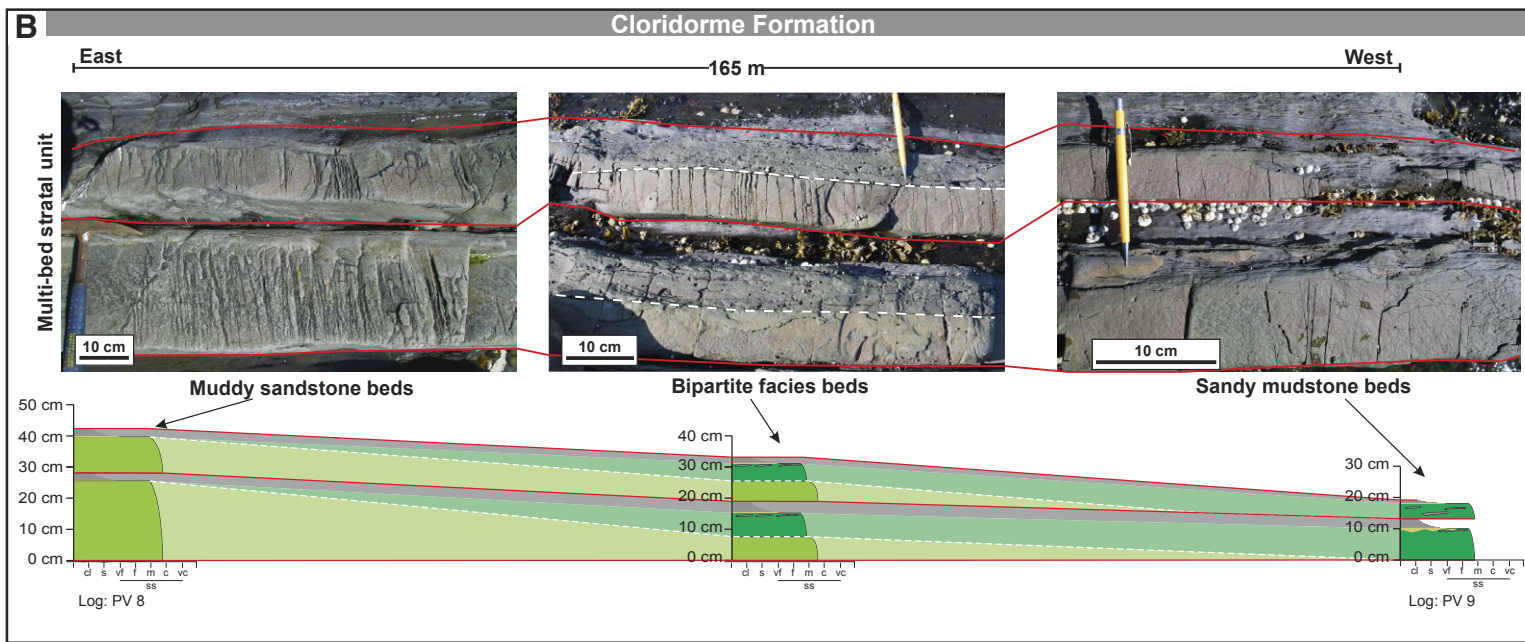 B
Cloridorme Formation
East
165 m
West
Multi-bed stratal unit
10 cm
10 cm
10 cm
Muddy sandstone beds
Bipartite facies beds
Sandy mudstone beds
50 cm
40 cm
30 cm
20 cm
10 cm
0 cm
cl s vf f m c vc
ss
Log: PV 8
40 cm
30 cm
20 cm
10 cm
0 cm
cl s vf f m c vc
ss
30 cm
20 cm
10 cm
0 cm
cl s vf f m c vc
ss
Log: PV 9